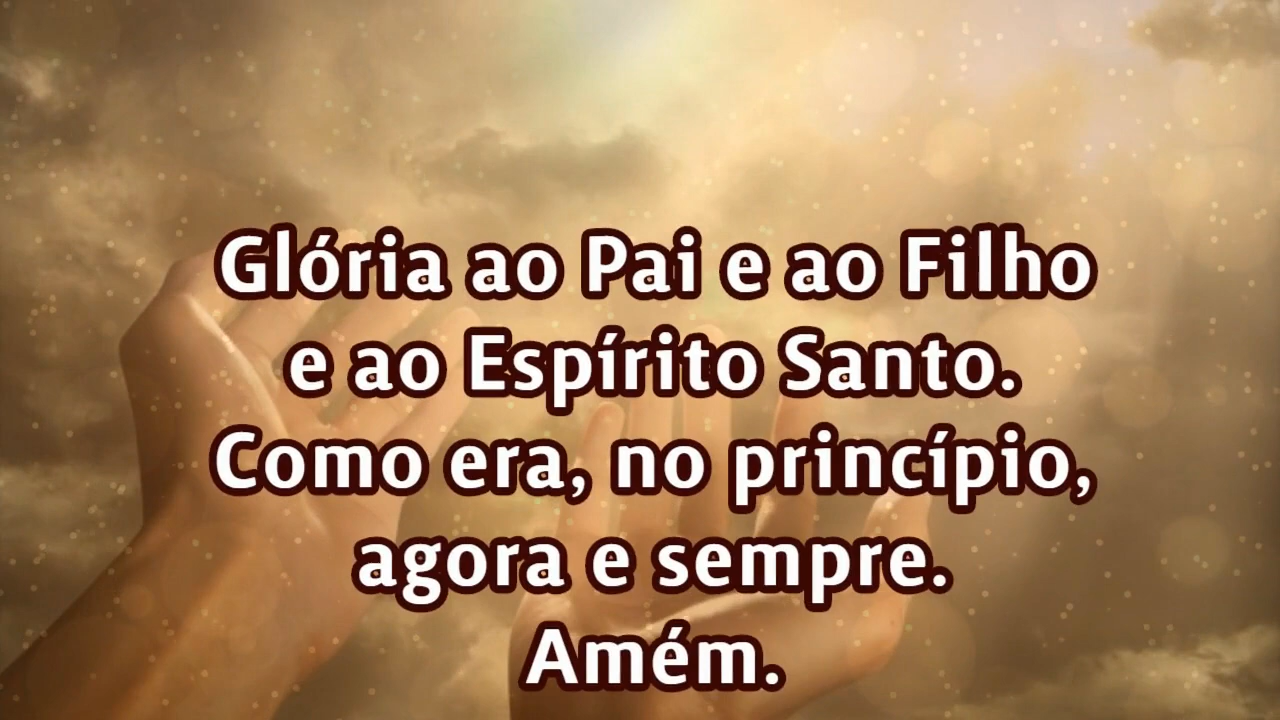 Glória ao Pai e ao Filho
e ao Espírito Santo.
Como era, no princípio,
agora e sempre.
Amém.